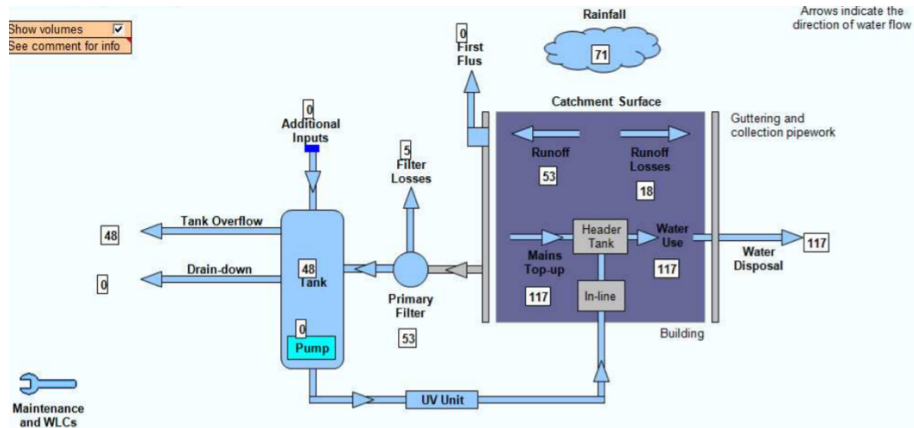 Show volumes
See comment for info
Rainfall
71
Arrows indicate the
direction of water flow
0
First
Flus
Catchment Surface
Guttering and
collection pipework
0
Additional
Inputs
5
Filter
Losses
Runoff
53
Runoff
Losses
18
48
Tank Overflow
Header
Tank
Water
Use
117
Mains
Top-up
117
Water
Disposal
117
0
Drain-down
48
Tank
Primary
Filter
53
In-line
Building
0
Pump
UV Unit
Maintenance
and WLCs